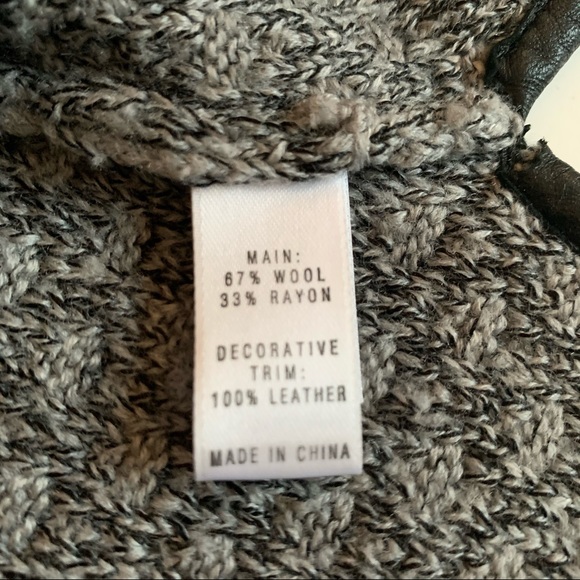 MAIN:
67% WOOL
33% RAYON
DECORATIVE
TRIM:
100% LEATHER
MADE IN CHINA